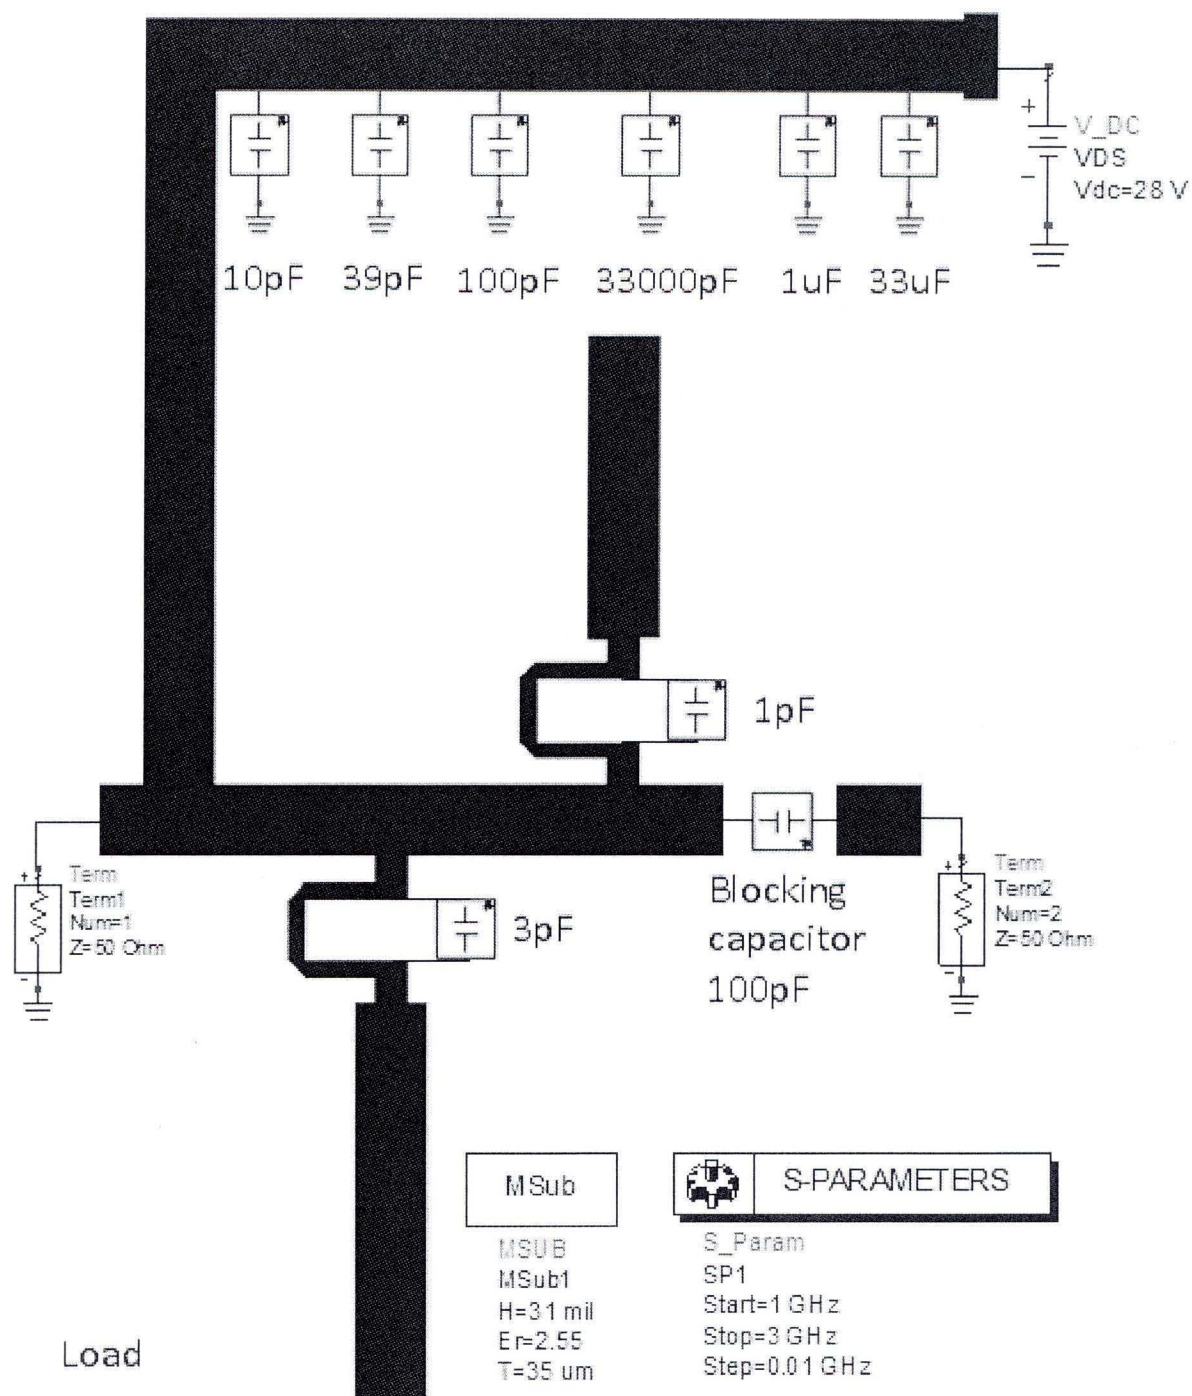 +
V_DC
VDS
Vdc=28 V
-
10pF 39pF 100pF 33000pF 1uF 33uF
1pF
+ Term
Term1
Num=1
Z=50 Ohm
-
3pF
Blocking
capacitor
100pF
+ Term
Term2
Num=2
Z=50 Ohm
-
MSub
MSUB
MSub1
H=31 mil
Er=2.55
T=35 um
S-PARAMETERS
S_Param
SP1
Start=1 GHz
Stop=3 GHz
Step=0.01 GHz
Load